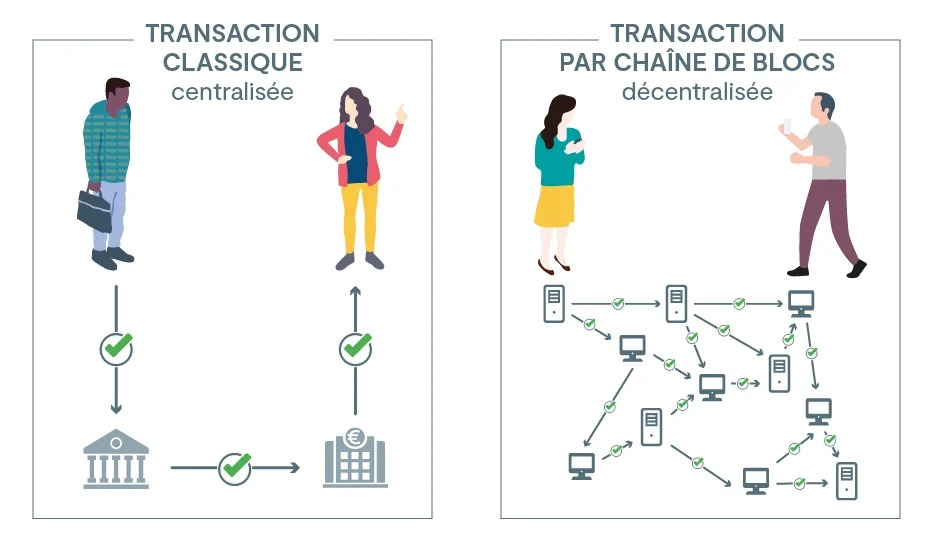 TRANSACTION
CLASSIQUE
centralisée
TRANSACTION
PAR CHAÎNE DE BLOCS
décentralisée
€